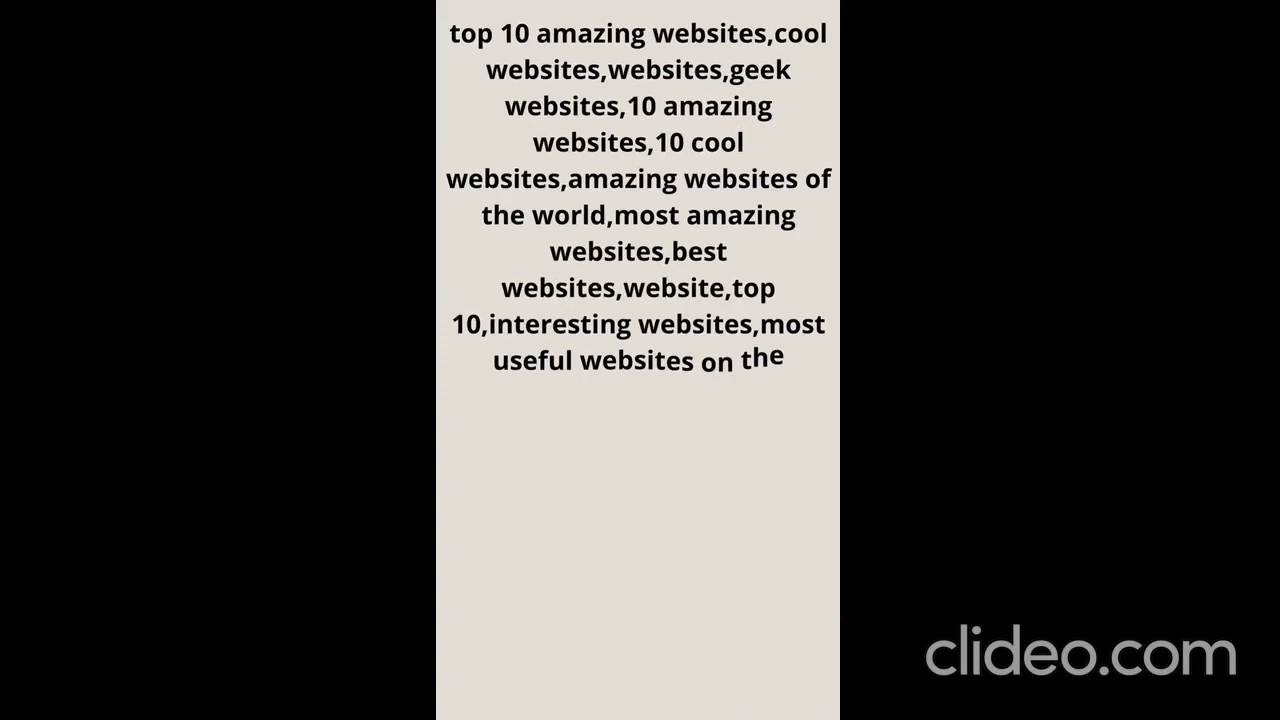 top 10 amazing websites,cool
websites,websites,geek
websites,10 amazing
websites,10 cool
websites,amazing websites of
the world,most amazing
websites,best
websites,website,top
10,interesting websites,most
useful websites on the
clideo.com